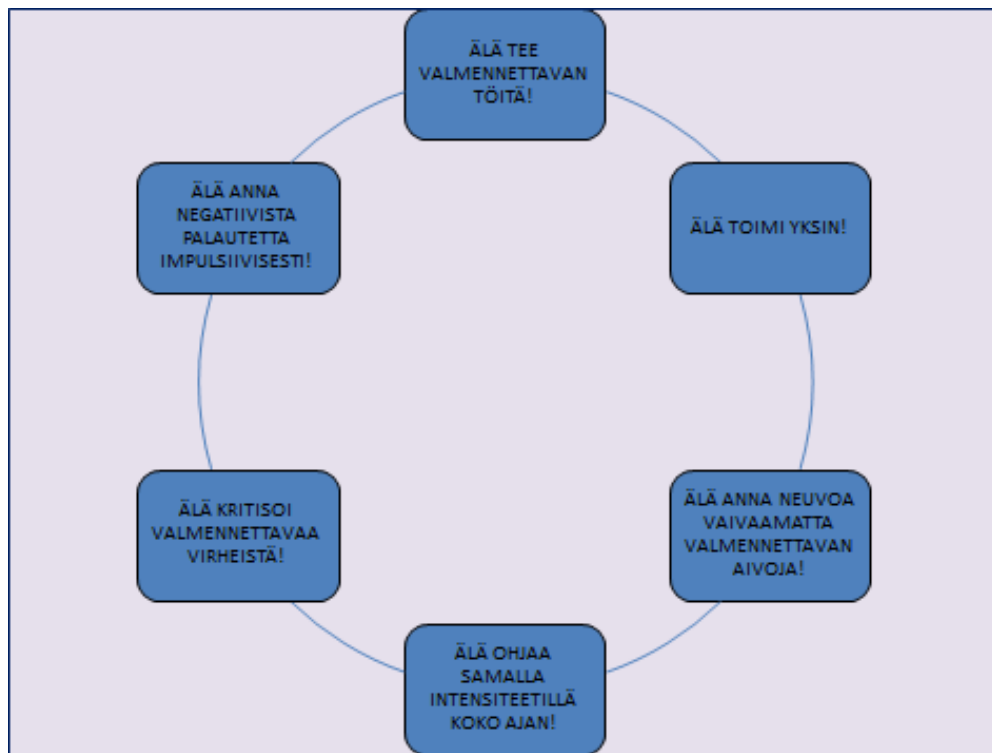 ÄLÄ TEE
VALMENNETTAVAN
TÖITÄ!
ÄLÄ TOIMI YKSIN!
ÄLÄ ANNA NEUVOA
VAIVAAMATTA
VALMENNETTAVAN
AIVOJA!
ÄLÄ OHJAA
SAMALLA
INTENSITEETILLÄ
KOKO AJAN!
ÄLÄ KRITISOI
VALMENNETTAVAA
VIRHEISTÄ!
ÄLÄ ANNA
NEGATIIVISTA
PALAUTETTA
IMPULSIIVISESTI!